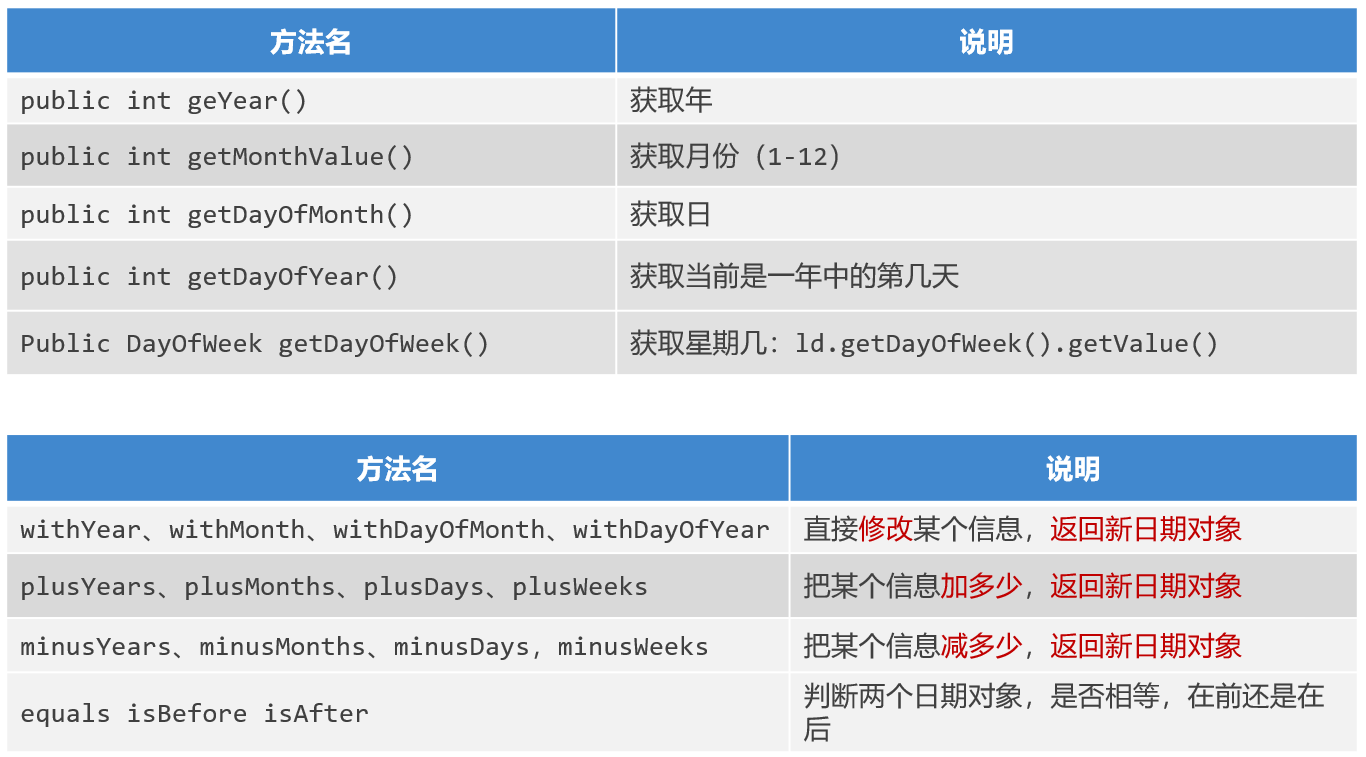 方法名 说明
public int geYear() 获取年
public int getMonthValue() 获取月份（1-12）
public int getDayOfMonth() 获取日
public int getDayOfYear() 获取当前是一年中的第几天
Public DayOfWeek getDayOfWeek() 获取星期几：ld.getDayOfWeek().getValue()
方法名 说明
withYear、withMonth、withDayOfMonth、withDayOfYear 直接修改某个信息，返回新日期对象
plusYears、plusMonths、plusDays、plusWeeks 把某个信息加多少，返回新日期对象
minusYears、minusMonths、minusDays，minusWeeks 把某个信息减多少，返回新日期对象
equals isBefore isAfter 判断两个日期对象，是否相等，在前还是在
后